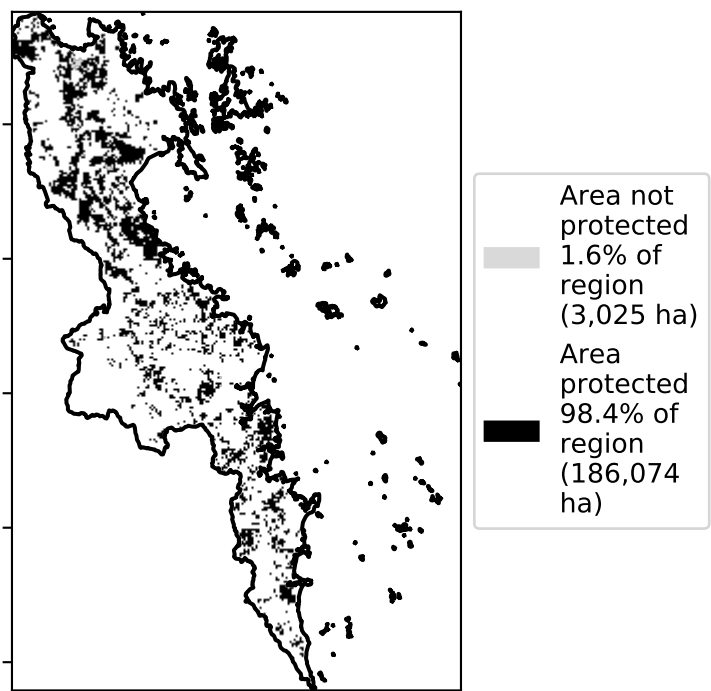 Area not
protected
1.6% of
region
(3,025 ha)
Area
protected
98.4% of
region
(186,074
ha)